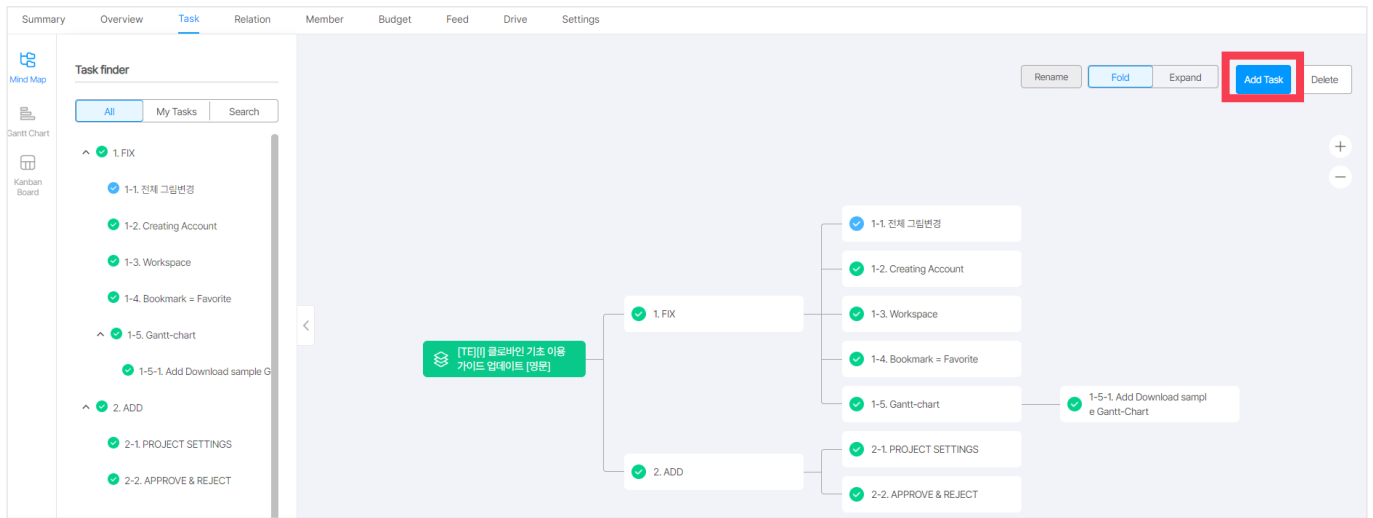 Summary Overview Task Relation Member Budget Feed Drive Settings
Mind Map
Gantt Chart
Kanban
Board
Task finder
All My Tasks Search
1. FIX
1-1. 전체 그림변경
1-2. Creating Account
1-3. Workspace
1-4. Bookmark = Favorite
1-5. Gantt-chart
1-5-1. Add Download sample G
2. ADD
2-1. PROJECT SETTINGS
2-2. APPROVE & REJECT
Rename Fold Expand Add Task Delete
[TE][I] 클로바인 기초 이용
가이드 업데이트 [영문]
1. FIX
1-1. 전체 그림변경
1-2. Creating Account
1-3. Workspace
1-4. Bookmark = Favorite
1-5. Gantt-chart
1-5-1. Add Download sampl
e Gantt-Chart
2. ADD
2-1. PROJECT SETTINGS
2-2. APPROVE & REJECT